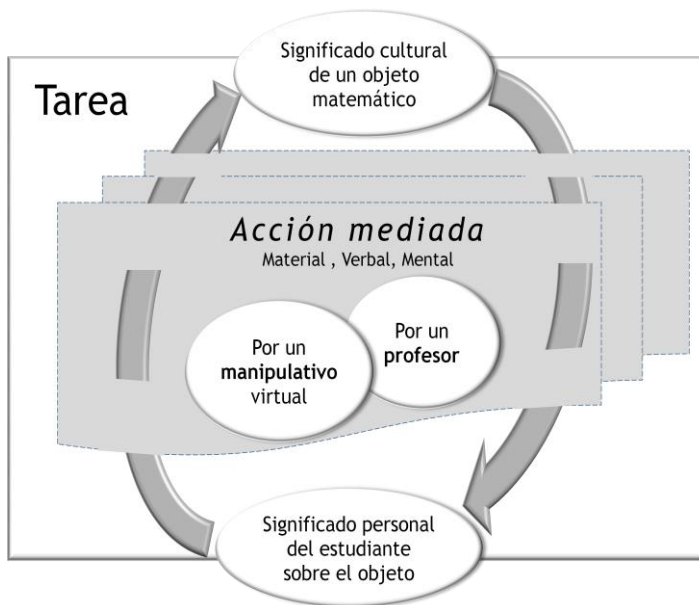 Significado cultural
de un objeto
matemático
Tarea
Acción mediada
Material , Verbal, Mental
Por un
manipulativo
virtual
Por un
profesor
Significado personal
del estudiante
sobre el objeto